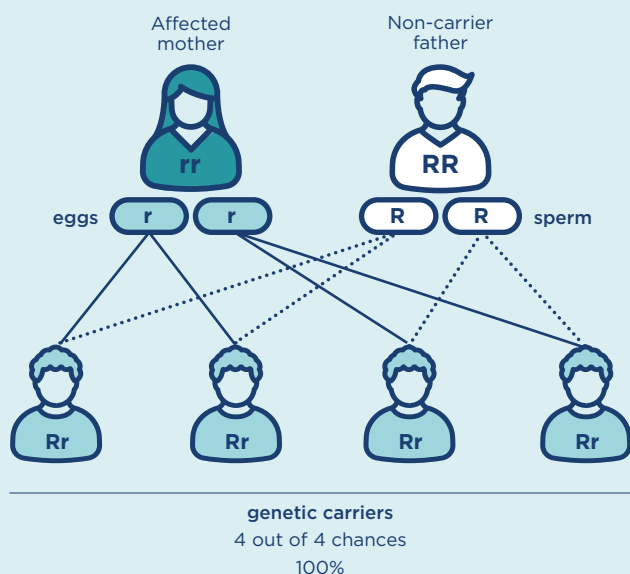 Affected
mother
Non-carrier
father
rr
RR
eggs
r
r
R
R
sperm
Rr
Rr
Rr
Rr
genetic carriers
4 out of 4 chances
100%